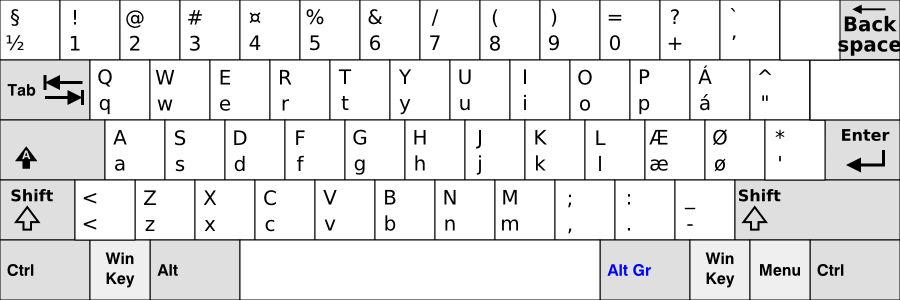 § ! @ # ¤ % & / ( ) = ? ` Back
½ 1 2 3 4 5 6 7 8 9 0 + ’ space
Tab Q W E R T Y U I O P Á ^
q w e r t y u i o p á "
A A S D F G H J K L Æ Ø * Enter
a s d f g h j k l æ ø '
Shift < Z X C V B N M ; : _ Shift
< z x c v b n m , . -
Ctrl Win Key Alt Alt Gr Win Key Menu Ctrl